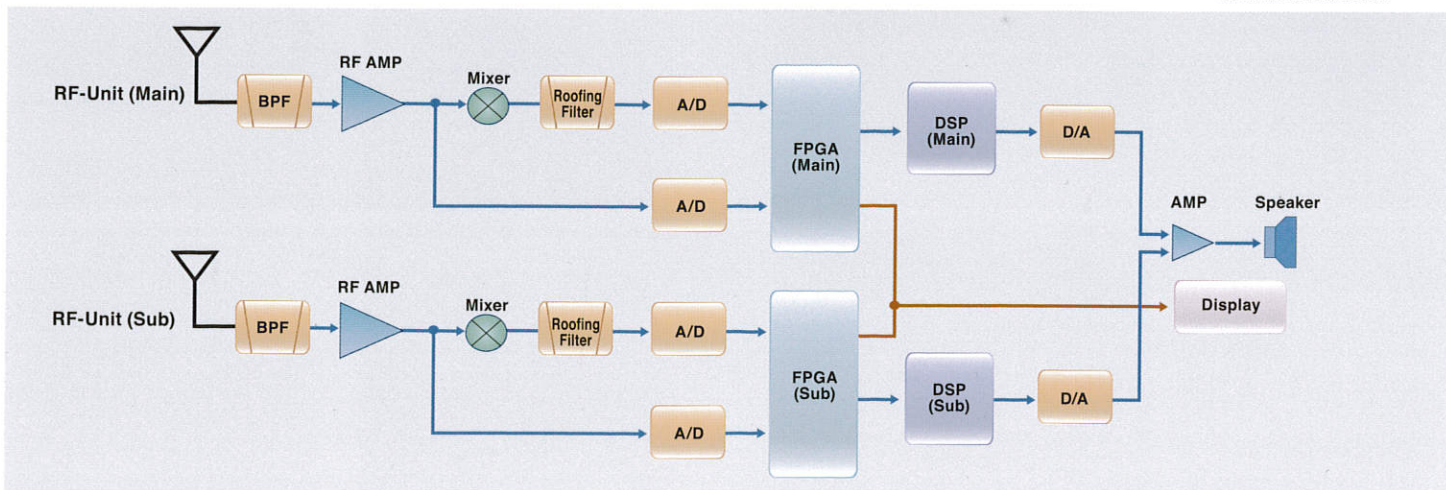 RF-Unit (Main)
BPF
RF AMP
Mixer
Roofing
Filter
A/D
A/D
FPGA
(Main)
DSP
(Main)
D/A
AMP
Speaker
Display
RF-Unit (Sub)
BPF
RF AMP
Mixer
Roofing
Filter
A/D
A/D
FPGA
(Sub)
DSP
(Sub)
D/A